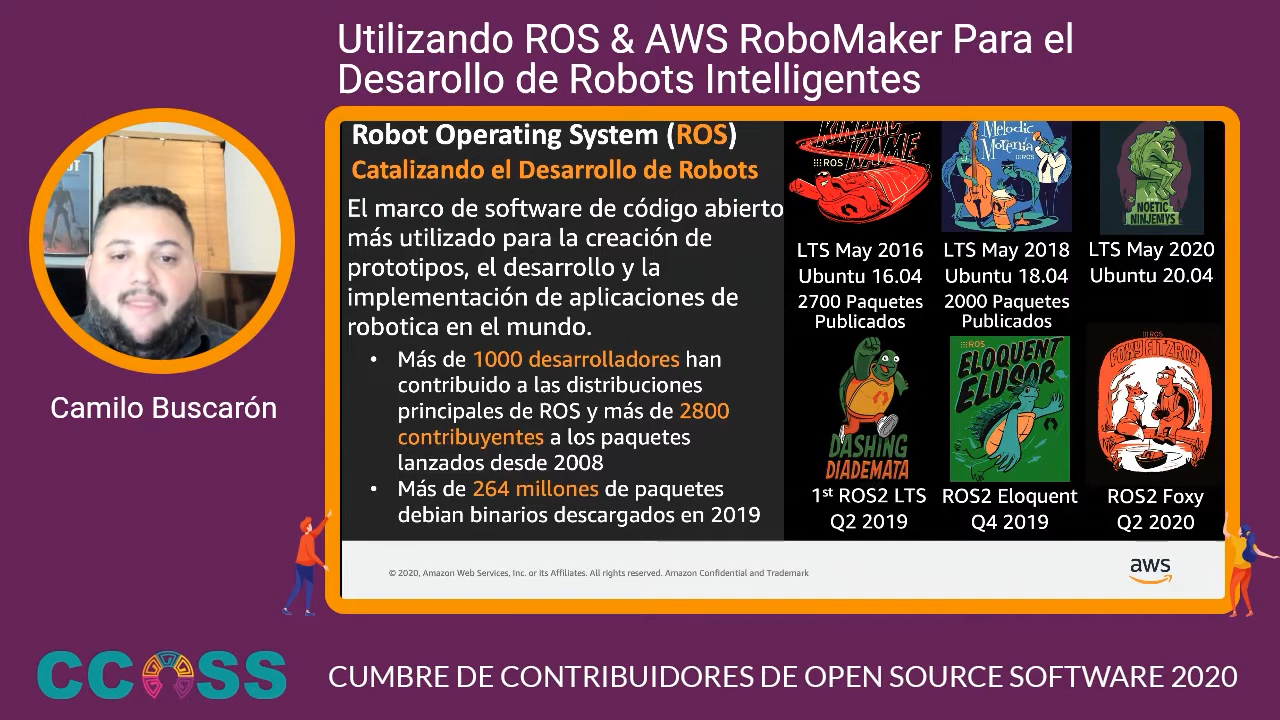 Utilizando ROS & AWS RoboMaker Para el
Desarollo de Robots Intelligentes
Camilo Buscarón
Robot Operating System (ROS)
Catalizando el Desarrollo de Robots
El marco de software de código abierto
más utilizado para la creación de
prototipos, el desarrollo y la
implementación de aplicaciones de
robotica en el mundo.
• Más de 1000 desarrolladores han
contribuido a las distribuciones
principales de ROS y más de 2800
contribuyentes a los paquetes
lanzados desde 2008
• Más de 264 millones de paquetes
debian binarios descargados en 2019
KAME
ROS
LTS May 2016
Ubuntu 16.04
2700 Paquetes
Publicados
Melodic
Morenia
ROS
LTS May 2018
Ubuntu 18.04
2000 Paquetes
Publicados
NOETIC
NINJEMYS
LTS May 2020
Ubuntu 20.04
DASHING
DIADEMATA
1st ROS2 LTS
Q2 2019
ROS
ELOQUENT
ELUSOR
ROS2 Eloquent
Q4 2019
ROS
FOXY FITZROY
ROS2 Foxy
Q2 2020
© 2020, Amazon Web Services, Inc. or its Affiliates. All rights reserved. Amazon Confidential and Trademark
aws
CCOSS
CUMBRE DE CONTRIBUIDORES DE OPEN SOURCE SOFTWARE 2020